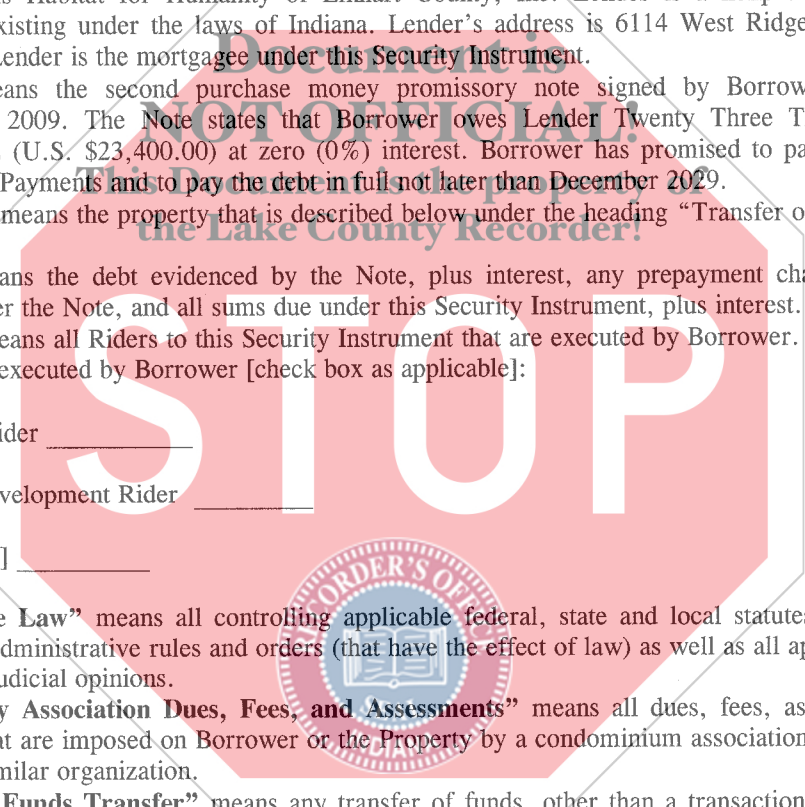 s Habitat for Humanity of Elkhart County, Inc. Lender is a
xisting under the laws of Indiana. Lender’s address is 6114 West Ridge
Lender is the mortgagee under this Security Instrument.
eans the second purchase money promissory note signed by Borrow
2009. The Note states that Borrower owes Lender Twenty Three T
(U.S. $23,400.00) at zero (0%) interest. Borrower has promised to pa
Payments and to pay the debt in full not later than December 2029.
means the property that is described below under the heading “Transfer o
ans the debt evidenced by the Note, plus interest, any prepayment cha
er the Note, and all sums due under this Security Instrument, plus interest.
eans all Riders to this Security Instrument that are executed by Borrower.
executed by Borrower [check box as applicable]:
ider ____________
velopment Rider ____________
] ____________
e Law” means all controlling applicable federal, state and local statutes
dministrative rules and orders (that have the effect of law) as well as all ap
udicial opinions.
y Association Dues, Fees, and Assessments” means all dues, fees, as
at are imposed on Borrower or the Property by a condominium association
milar organization.
Funds Transfer” means any transfer of funds, other than a transaction
Document is
NOT OFFICIAL!
This Document is the property of
the Lake County Recorder!
STOP
RECORDER'S OFFICE
INDIANA